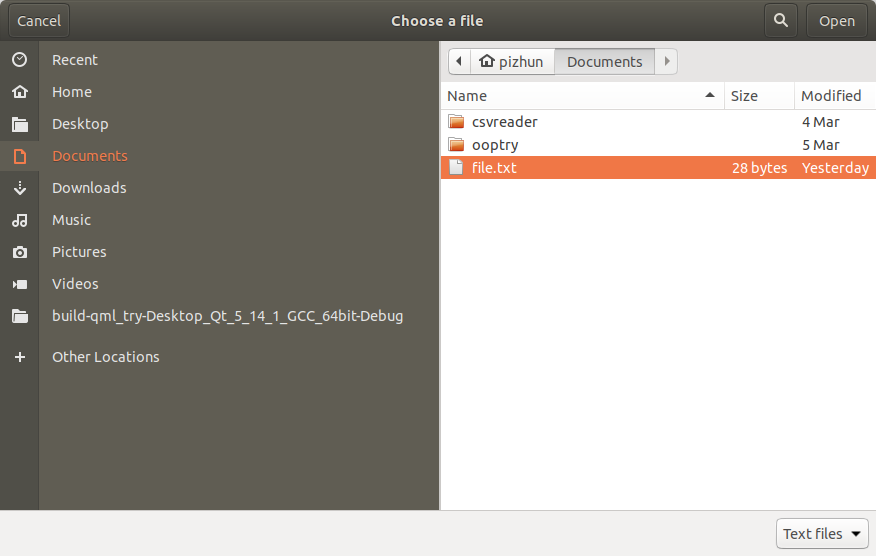 Cancel Choose a file Open
Recent
Home
Desktop
Documents
Downloads
Music
Pictures
Videos
build-qml_try-Desktop_Qt_5_14_1_GCC_64bit-Debug
Other Locations
pizhun Documents
Name Size Modified
csvreader 4 Mar
ooptry 5 Mar
file.txt 28 bytes Yesterday
Text files